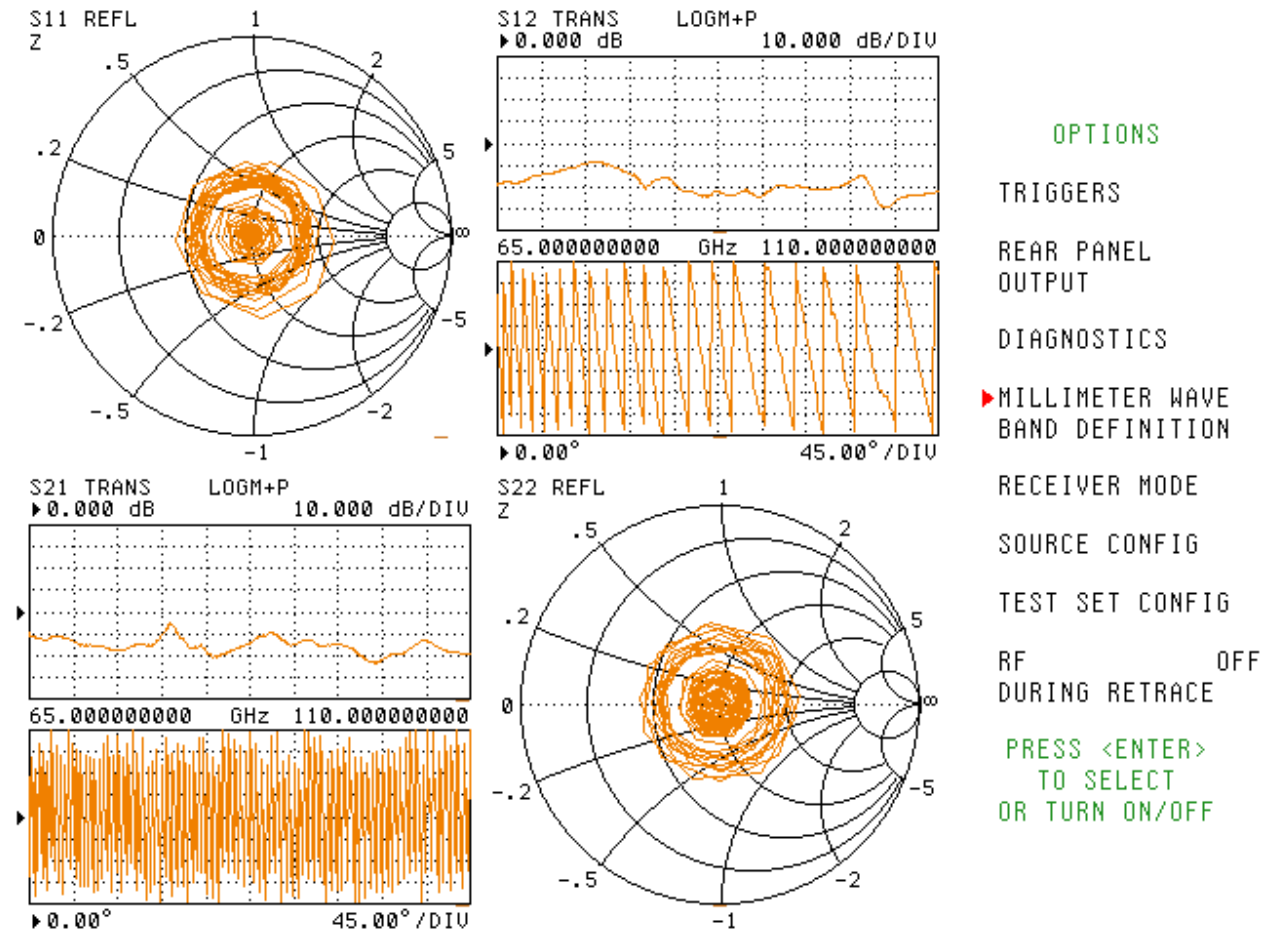 S11 REFL
Z
1
.5
2
.2
5
0
∞
-.2
-5
-.5
-2
-1
S12 TRANS LOGM+P
▶0.000 dB 10.000 dB/DIV
65.000000000 GHz 110.000000000
▶0.00° 45.00°/DIV
S21 TRANS LOGM+P
▶0.000 dB 10.000 dB/DIV
65.000000000 GHz 110.000000000
▶0.00° 45.00°/DIV
S22 REFL
Z
1
.5
2
.2
5
0
∞
-.2
-5
-.5
-2
-1
OPTIONS
TRIGGERS
REAR PANEL
OUTPUT
DIAGNOSTICS
▶MILLIMETER WAVE
BAND DEFINITION
RECEIVER MODE
SOURCE CONFIG
TEST SET CONFIG
RF OFF
DURING RETRACE
PRESS <ENTER>
TO SELECT
OR TURN ON/OFF